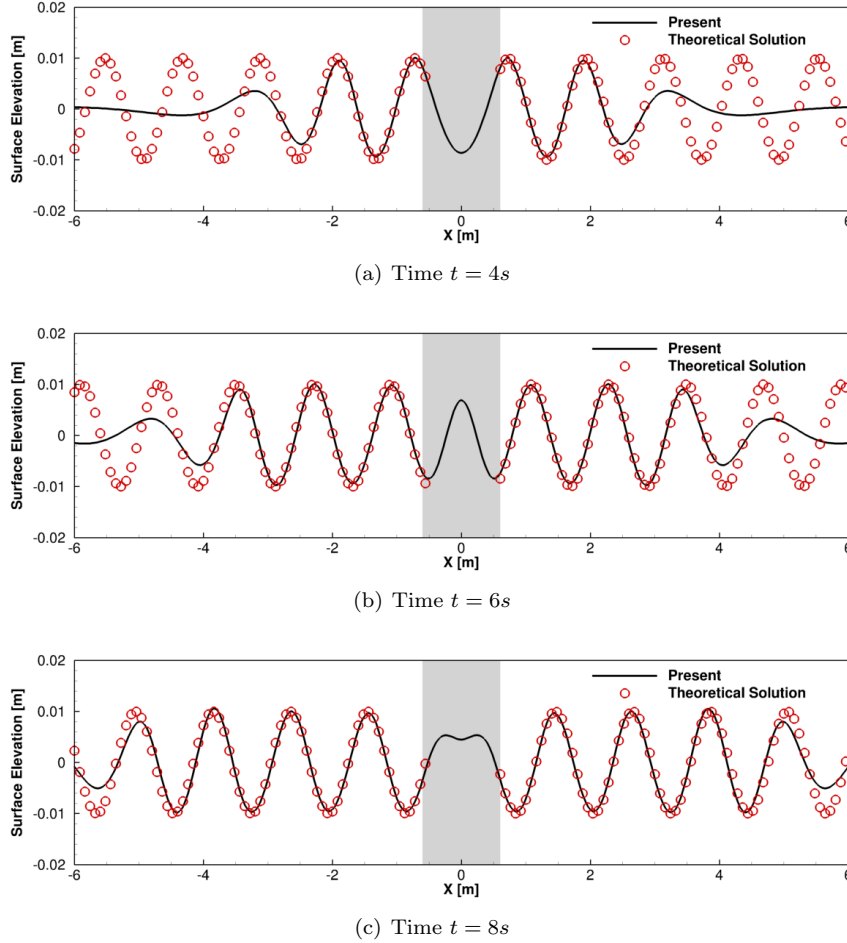 Surface Elevation [m]
0.02
0.01
0
-0.01
-0.02
Present
Theoretical Solution
-6 -4 -2 0 2 4 6
X [m]
(a) Time t = 4s
Surface Elevation [m]
0.02
0.01
0
-0.01
-0.02
Present
Theoretical Solution
-6 -4 -2 0 2 4 6
X [m]
(b) Time t = 6s
Surface Elevation [m]
0.02
0.01
0
-0.01
-0.02
Present
Theoretical Solution
-6 -4 -2 0 2 4 6
X [m]
(c) Time t = 8s